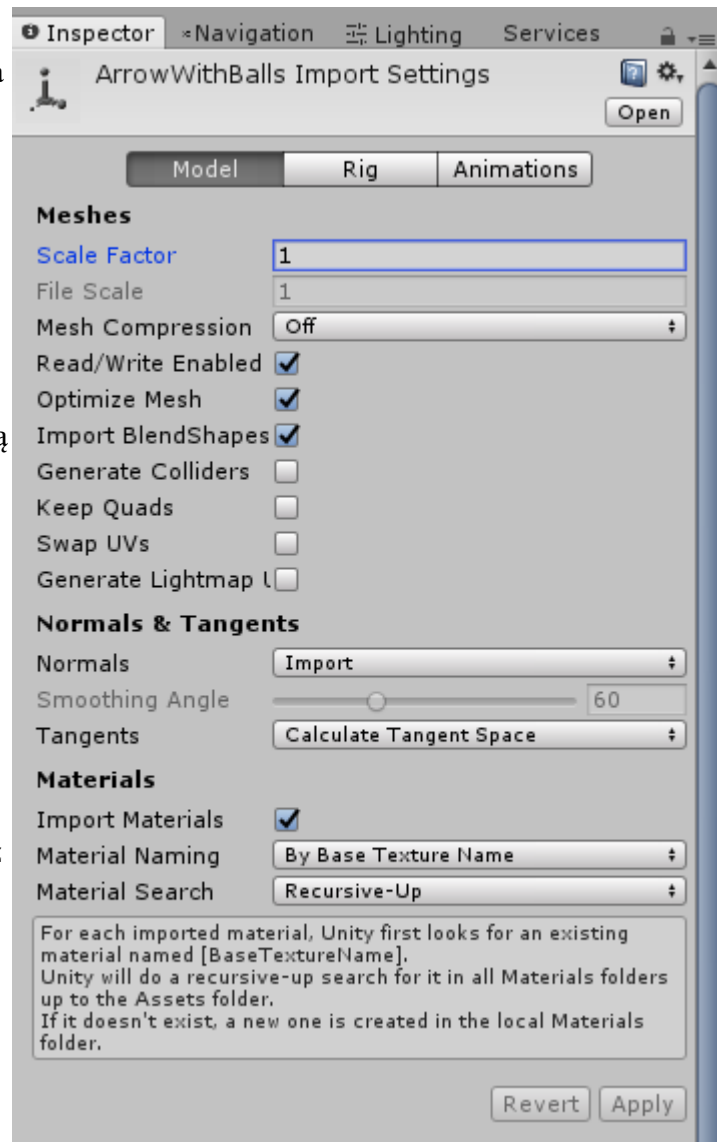 Inspector Navigation Lighting Services
a
ArrowWithBalls Import Settings
Open
Model Rig Animations
Meshes
Scale Factor 1
File Scale 1
Mesh Compression Off
Read/Write Enabled
Optimize Mesh
ą Import BlendShapes
Generate Colliders
Keep Quads
Swap UVs
Generate Lightmap
Normals & Tangents
Normals Import
Smoothing Angle 60
Tangents Calculate Tangent Space
Materials
Import Materials
Material Naming By Base Texture Name
Material Search Recursive-Up
For each imported material, Unity first looks for an existing
material named [BaseTextureName].
Unity will do a recursive-up search for it in all Materials folders
up to the Assets folder.
If it doesn't exist, a new one is created in the local Materials
folder.
Revert Apply